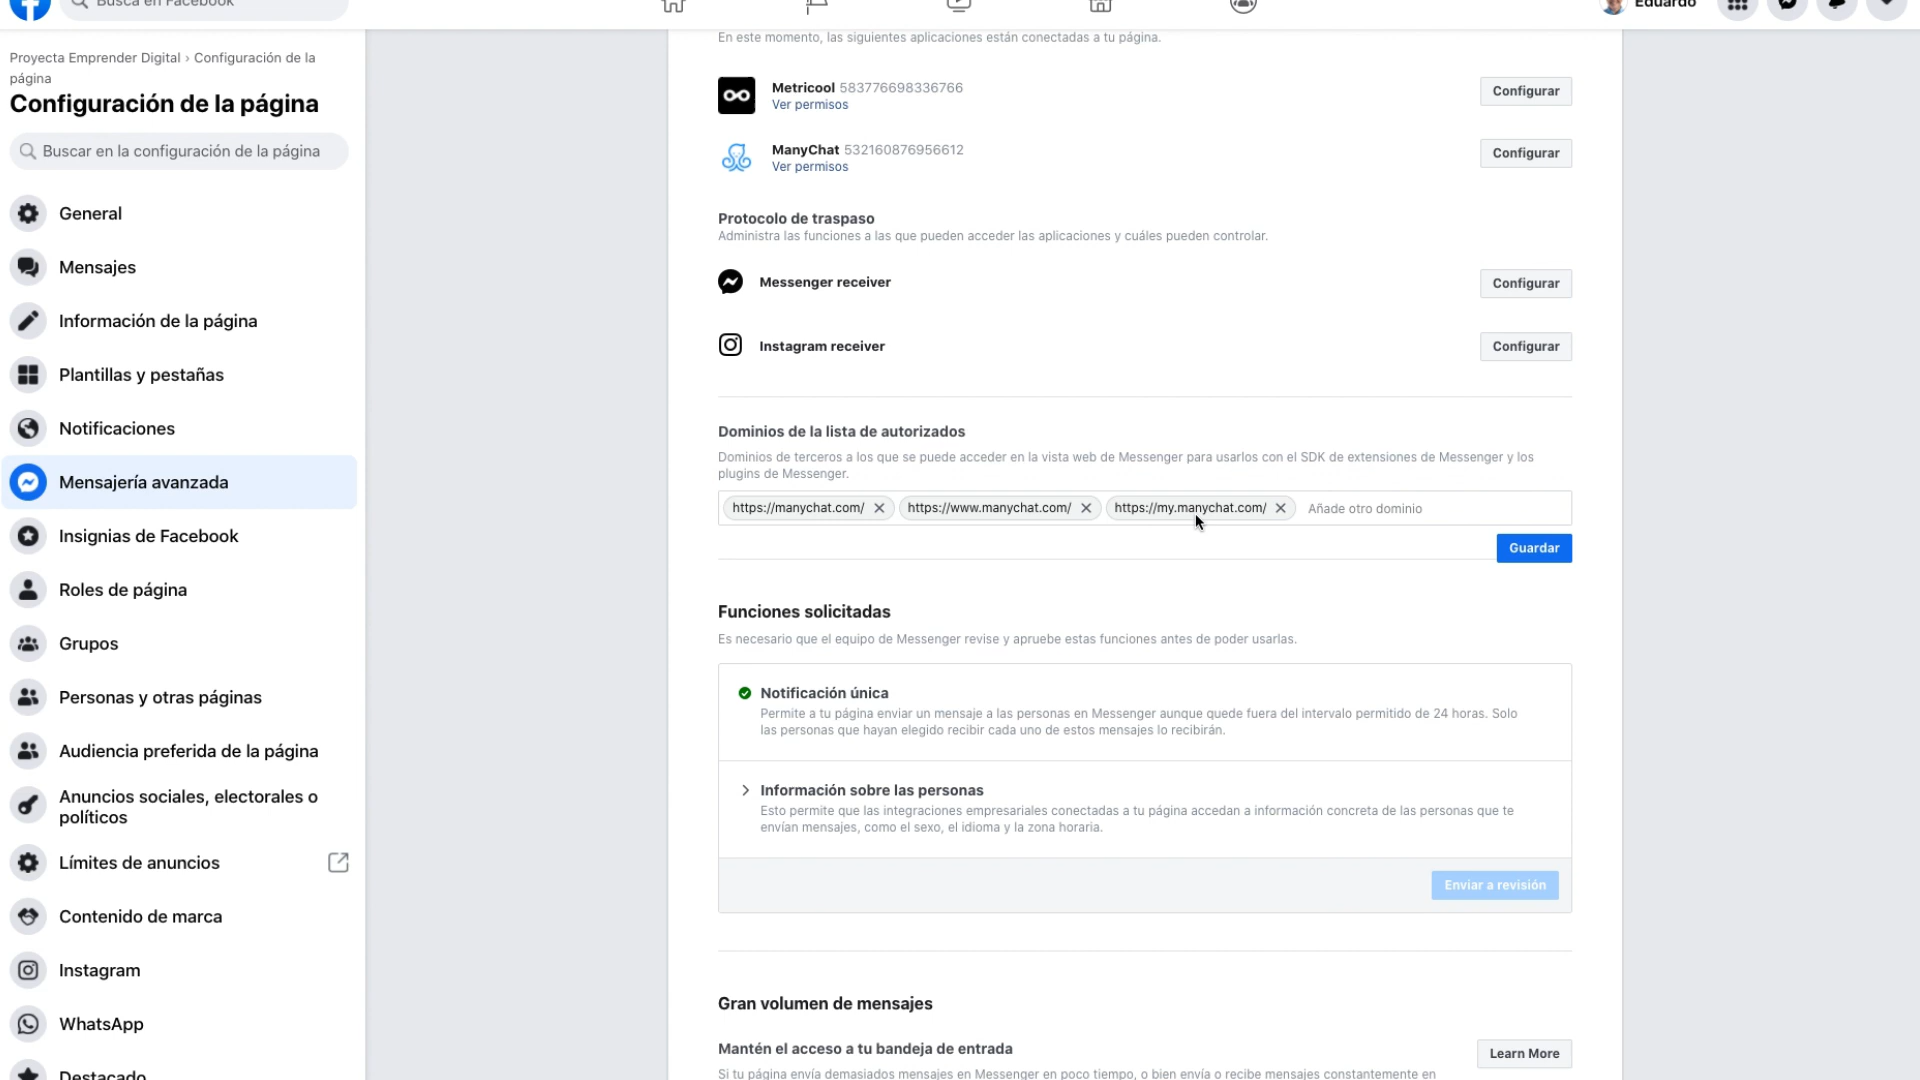 Busca en Facebook
Eduardo
Proyecta Emprender Digital › Configuración de la
página
Configuración de la página
Buscar en la configuración de la página
General
Mensajes
Información de la página
Plantillas y pestañas
Notificaciones
Mensajería avanzada
Insignias de Facebook
Roles de página
Grupos
Personas y otras páginas
Audiencia preferida de la página
Anuncios sociales, electorales o
políticos
Límites de anuncios
Contenido de marca
Instagram
WhatsApp
Destacado
En este momento, las siguientes aplicaciones están conectadas a tu página.
Metricool 583776698336766
Ver permisos
Configurar
ManyChat 532160876956612
Ver permisos
Configurar
Protocolo de traspaso
Administra las funciones a las que pueden acceder las aplicaciones y cuáles pueden controlar.
Messenger receiver
Configurar
Instagram receiver
Configurar
Dominios de la lista de autorizados
Dominios de terceros a los que se puede acceder en la vista web de Messenger para usarlos con el SDK de extensiones de Messenger y los
plugins de Messenger.
https://manychat.com/ https://www.manychat.com/ https://my.manychat.com/ Añade otro dominio
Guardar
Funciones solicitadas
Es necesario que el equipo de Messenger revise y apruebe estas funciones antes de poder usarlas.
Notificación única
Permite a tu página enviar un mensaje a las personas en Messenger aunque quede fuera del intervalo permitido de 24 horas. Solo
las personas que hayan elegido recibir cada uno de estos mensajes lo recibirán.
Información sobre las personas
Esto permite que las integraciones empresariales conectadas a tu página accedan a información concreta de las personas que te
envían mensajes, como el sexo, el idioma y la zona horaria.
Enviar a revisión
Gran volumen de mensajes
Mantén el acceso a tu bandeja de entrada
Learn More
Si tu página envía demasiados mensajes en Messenger en poco tiempo, o bien envía o recibe mensajes constantemente en